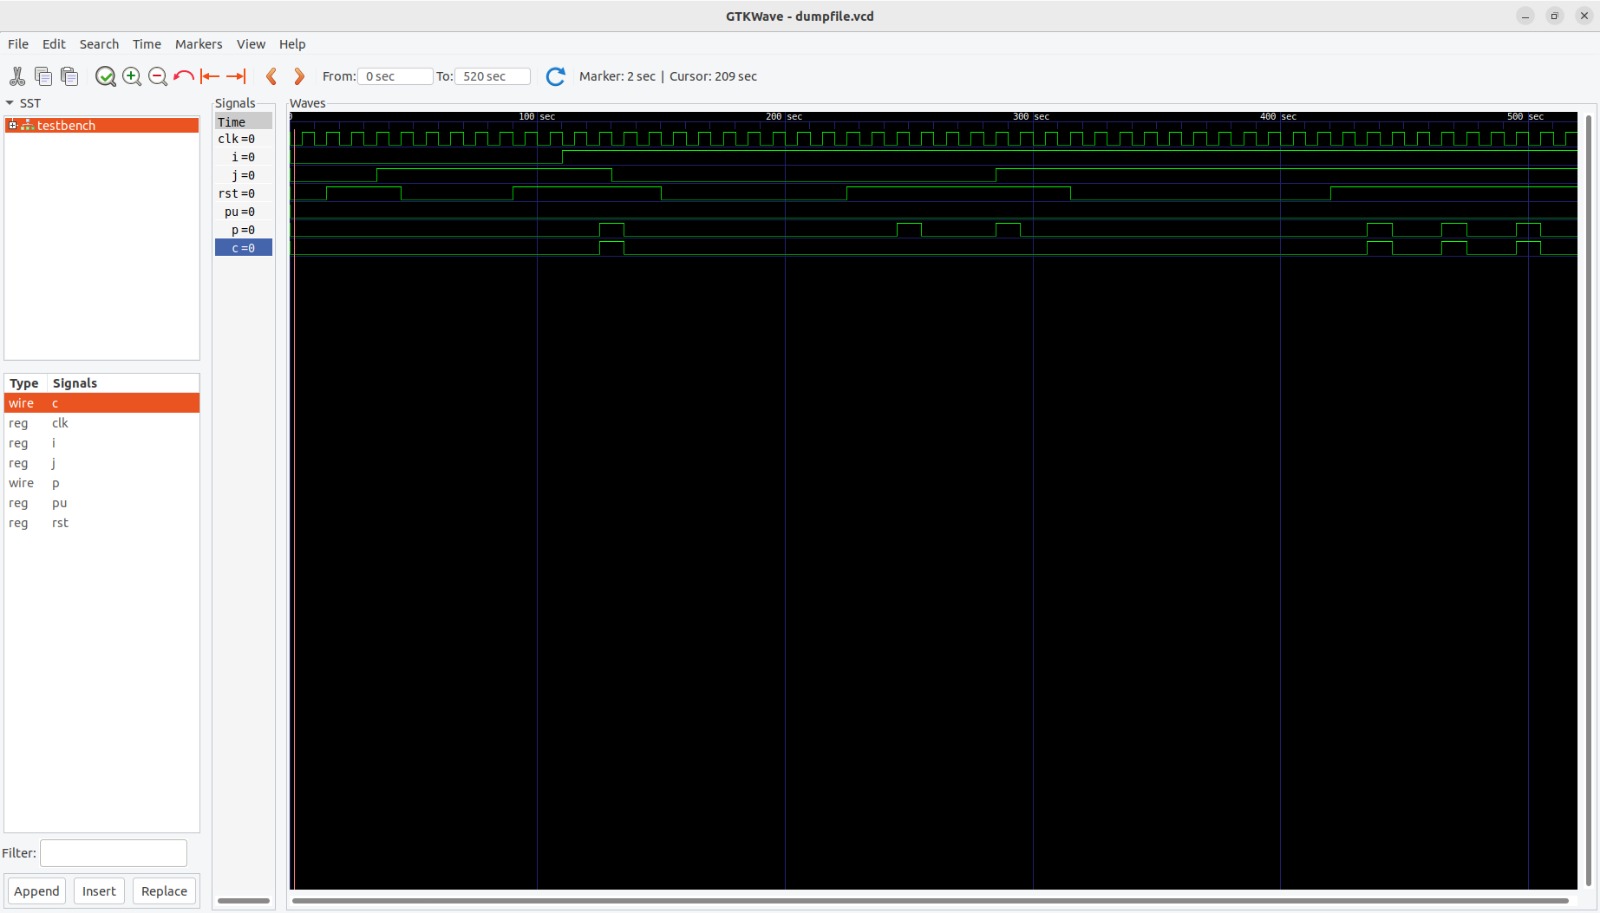 GTKWave - dumpfile.vcd
File Edit Search Time Markers View Help
From: 0 sec To: 520 sec Marker: 2 sec | Cursor: 209 sec
SST
testbench
Type Signals
wire c
reg clk
reg i
reg j
wire p
reg pu
reg rst
Filter:
Append Insert Replace
Signals
Time
clk=0
i=0
j=0
rst=0
pu=0
p=0
c=0
Waves
0 100 sec 200 sec 300 sec 400 sec 500 sec